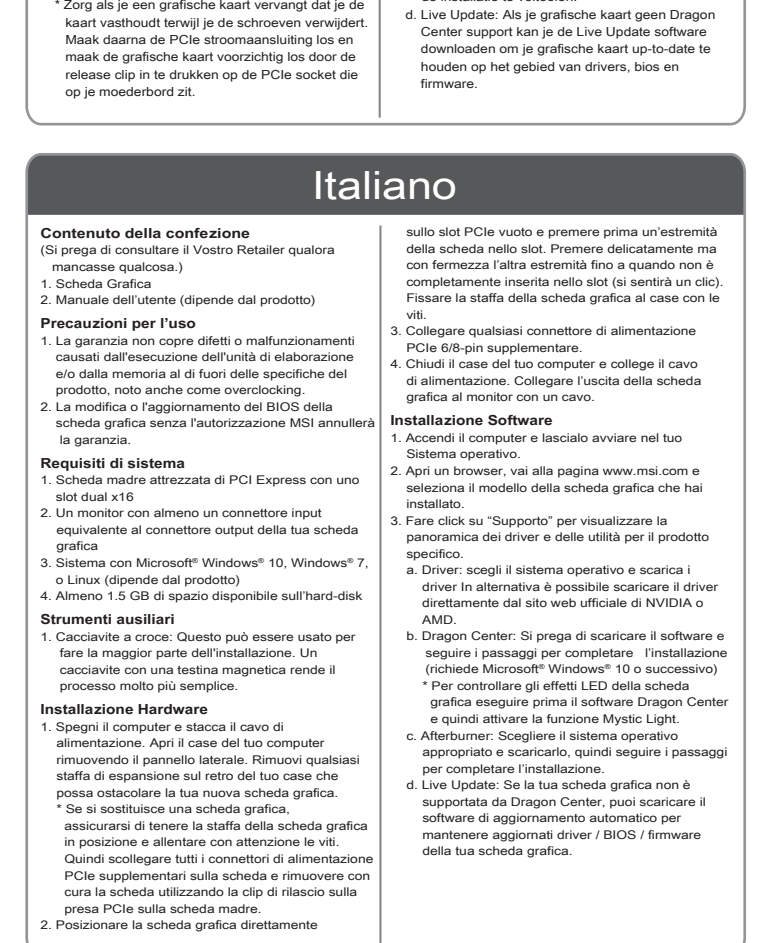 * Zorg als je een grafische kaart vervangt dat je de
kaart vasthoudt terwijl je de schroeven verwijdert.
Maak daarna de PCIe stroomaansluiting los en
maak de grafische kaart voorzichtig los door de
release clip in te drukken op de PCIe socket die
op je moederbord zit.
d. Live Update: Als je grafische kaart geen Dragon
Center support kan je de Live Update software
downloaden om je grafische kaart up-to-date te
houden op het gebied van drivers, bios en
firmware.
Italiano
Contenuto della confezione
(Si prega di consultare il Vostro Retailer qualora
mancasse qualcosa.)
1. Scheda Grafica
2. Manuale dell'utente (dipende dal prodotto)
Precauzioni per l'uso
1. La garanzia non copre difetti o malfunzionamenti
causati dall'esecuzione dell'unità di elaborazione
e/o dalla memoria al di fuori delle specifiche del
prodotto, noto anche come overclocking.
2. La modifica o l'aggiornamento del BIOS della
scheda grafica senza l'autorizzazione MSI annullerà
la garanzia.
Requisiti di sistema
1. Scheda madre attrezzata di PCI Express con uno
slot dual x16
2. Un monitor con almeno un connettore input
equivalente al connettore output della tua scheda
grafica
3. Sistema con Microsoft® Windows® 10, Windows® 7,
o Linux (dipende dal prodotto)
4. Almeno 1.5 GB di spazio disponibile sull'hard-disk
Strumenti ausiliari
1. Cacciavite a croce: Questo può essere usato per
fare la maggior parte dell'installazione. Un
cacciavite con una testina magnetica rende il
processo molto più semplice.
Installazione Hardware
1. Spegni il computer e stacca il cavo di
alimentazione. Apri il case del tuo computer
rimuovendo il pannello laterale. Rimuovi qualsiasi
staffa di espansione sul retro del tuo case che
possa ostacolare la tua nuova scheda grafica.
* Se si sostituisce una scheda grafica,
assicurarsi di tenere la staffa della scheda grafica
in posizione e allentare con attenzione le viti.
Quindi scollegare tutti i connettori di alimentazione
PCIe supplementari sulla scheda e rimuovere con
cura la scheda utilizzando la clip di rilascio sulla
presa PCIe sulla scheda madre.
2. Posizionare la scheda grafica direttamente
sullo slot PCIe vuoto e premere prima un'estremità
della scheda nello slot. Premere delicatamente ma
con fermezza l'altra estremità fino a quando non è
completamente inserita nello slot (si sentirà un clic).
Fissare la staffa della scheda grafica al case con le
viti.
3. Collegare qualsiasi connettore di alimentazione
PCIe 6/8-pin supplementare.
4. Chiudi il case del tuo computer e college il cavo
di alimentazione. Collegare l'uscita della scheda
grafica al monitor con un cavo.
Installazione Software
1. Accendi il computer e lascialo avviare nel tuo
Sistema operativo.
2. Apri un browser, vai alla pagina www.msi.com e
seleziona il modello della scheda grafica che hai
installato.
3. Fare click su “Supporto” per visualizzare la
panoramica dei driver e delle utilità per il prodotto
specifico.
a. Driver: scegli il sistema operativo e scarica i
driver In alternativa è possibile scaricare il driver
direttamente dal sito web ufficiale di NVIDIA o
AMD.
b. Dragon Center: Si prega di scaricare il software e
seguire i passaggi per completare l'installazione
(richiede Microsoft® Windows® 10 o successivo)
* Per controllare gli effetti LED della scheda
grafica eseguire prima il software Dragon Center
e quindi attivare la funzione Mystic Light.
c. Afterburner: Scegliere il sistema operativo
appropriato e scaricarlo, quindi seguire i passaggi
per completare l'installazione.
d. Live Update: Se la tua scheda grafica non è
supportata da Dragon Center, puoi scaricare il
software di aggiornamento automatico per
mantenere aggiornati driver / BIOS / firmware
della tua scheda grafica.